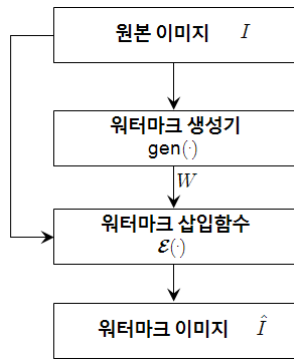 원본 이미지 I
워터마크 생성기
gen(·)
W
워터마크 삽입함수
𝓔(·)
워터마크 이미지 Î